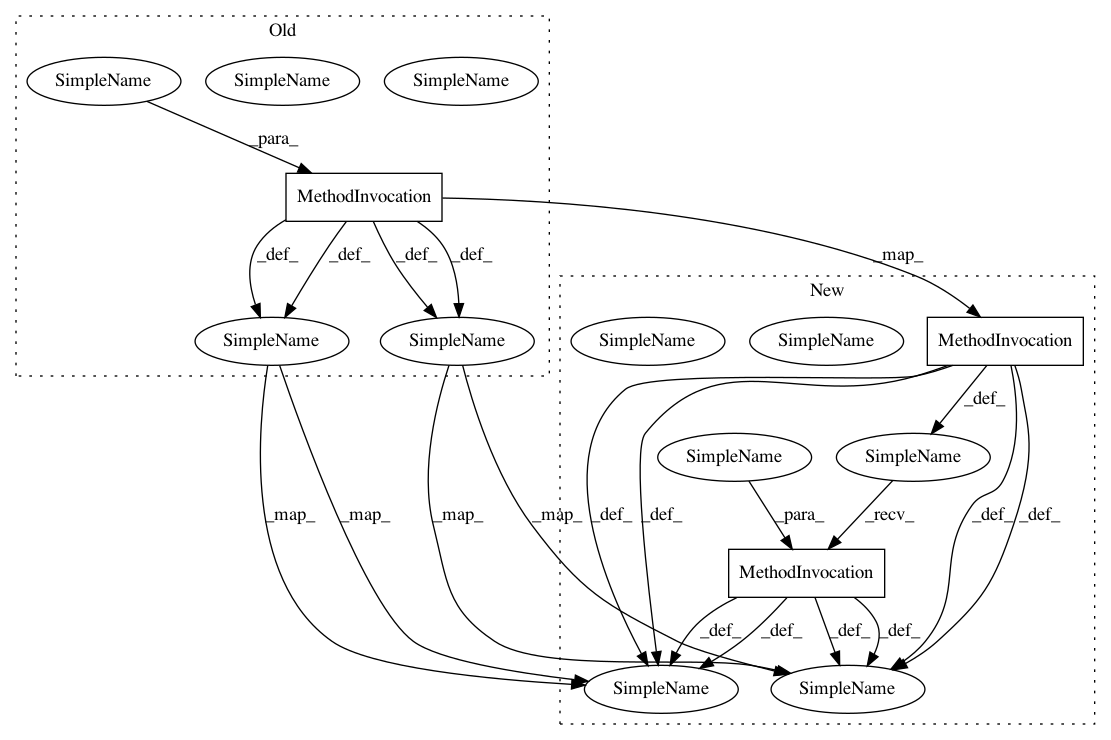 Old
SimpleName SimpleName SimpleName
_para_
MethodInvocation
_def_ _def_ _def_ _def_ _map_
New
SimpleName SimpleName SimpleName SimpleName MethodInvocation
_def_
SimpleName SimpleName
_map_ _map_ _map_ _map_ _def_ _def_ _para_ _recv_ _def_ _def_
MethodInvocation
_def_ _def_ _def_ _def_
SimpleName SimpleName